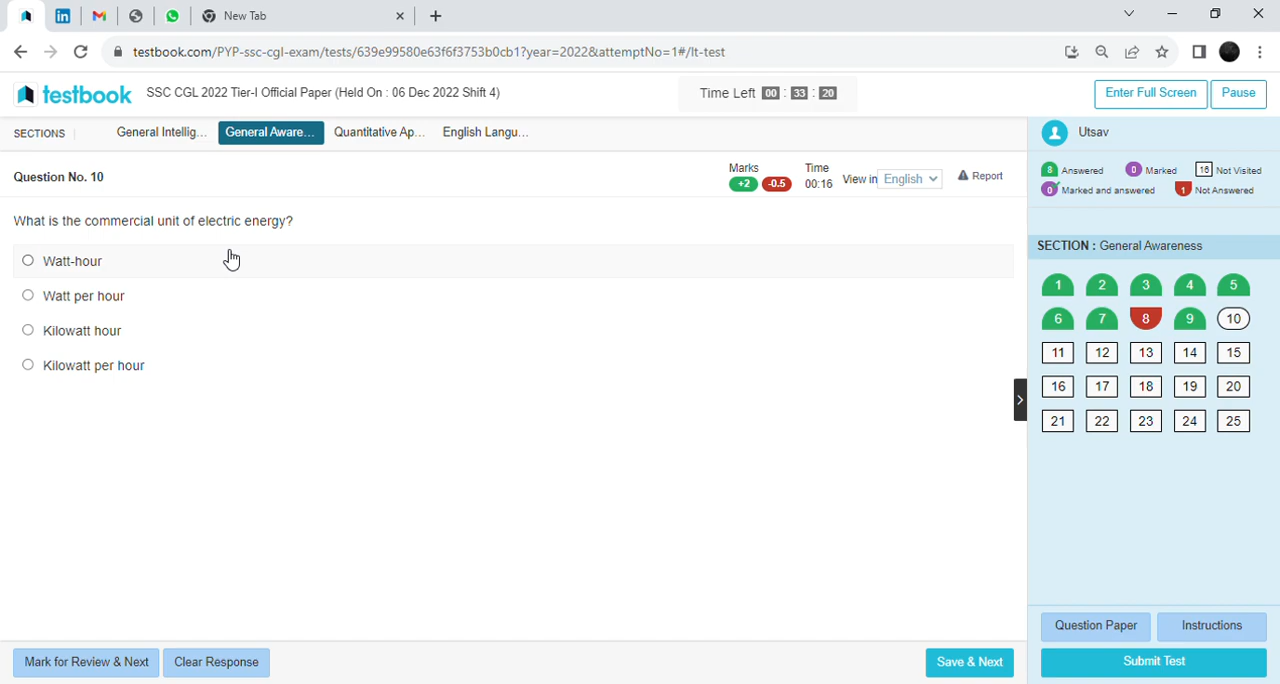 New Tab
testbook.com/PYP-ssc-cgl-exam/tests/639e99580e63f6f3753b0cb1?year=2022&attemptNo=1#/lt-test
testbook SSC CGL 2022 Tier-I Official Paper (Held On : 06 Dec 2022 Shift 4) Time Left 00 : 33 : 20 Enter Full Screen Pause
SECTIONS General Intellig... General Aware... Quantitative Ap... English Langu... Utsav
Question No. 10 Marks +2 -0.5 Time 00:16 View in English Report
8 Answered 0 Marked 16 Not Visited
0 Marked and answered 1 Not Answered
What is the commercial unit of electric energy?
Watt-hour
Watt per hour
Kilowatt hour
Kilowatt per hour
SECTION : General Awareness
1 2 3 4 5
6 7 8 9 10
11 12 13 14 15
16 17 18 19 20
21 22 23 24 25
Question Paper Instructions
Mark for Review & Next Clear Response Save & Next Submit Test